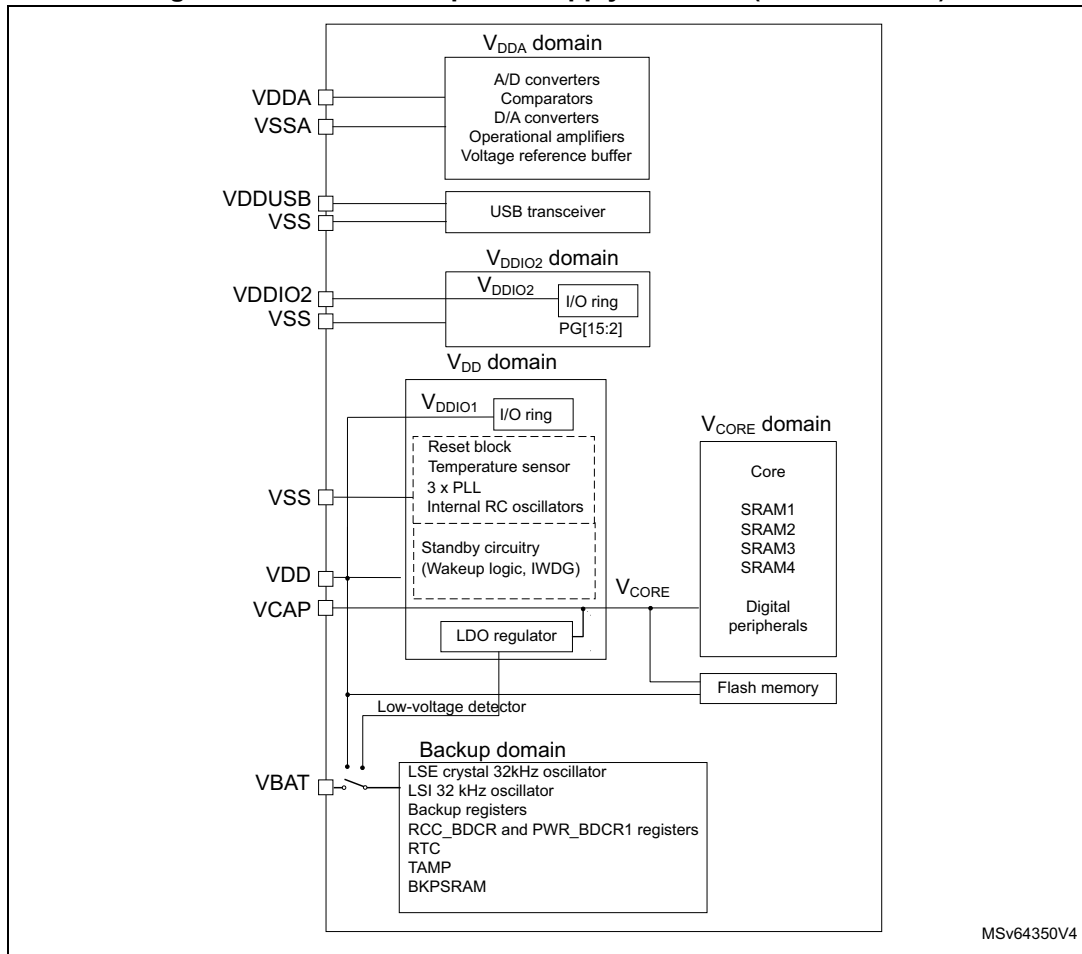 VDDA domain
A/D converters
Comparators
D/A converters
Operational amplifiers
Voltage reference buffer
VDDA
VSSA
VDDUSB
VSS
USB transceiver
VDDIO2 domain
VDDIO2
VSS
VDDIO2
I/O ring
PG[15:2]
VDD domain
VDDIO1
I/O ring
Reset block
Temperature sensor
3 x PLL
Internal RC oscillators
Standby circuitry
(Wakeup logic, IWDG)
VSS
VDD
VCAP
LDO regulator
VCORE
VCORE domain
Core
SRAM1
SRAM2
SRAM3
SRAM4
Digital
peripherals
Flash memory
Low-voltage detector
VBAT
Backup domain
LSE crystal 32kHz oscillator
LSI 32 kHz oscillator
Backup registers
RCC_BDCR and PWR_BDCR1 registers
RTC
TAMP
BKPSRAM
MSv64350V4